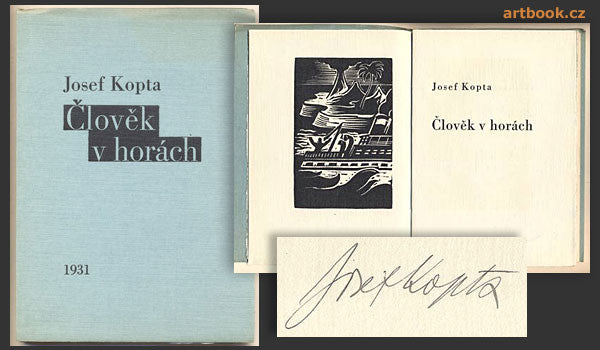 artbook.cz
Josef Kopta
Člověk
v horách
1931
Josef Kopta
Člověk v horách
Josef Kopta